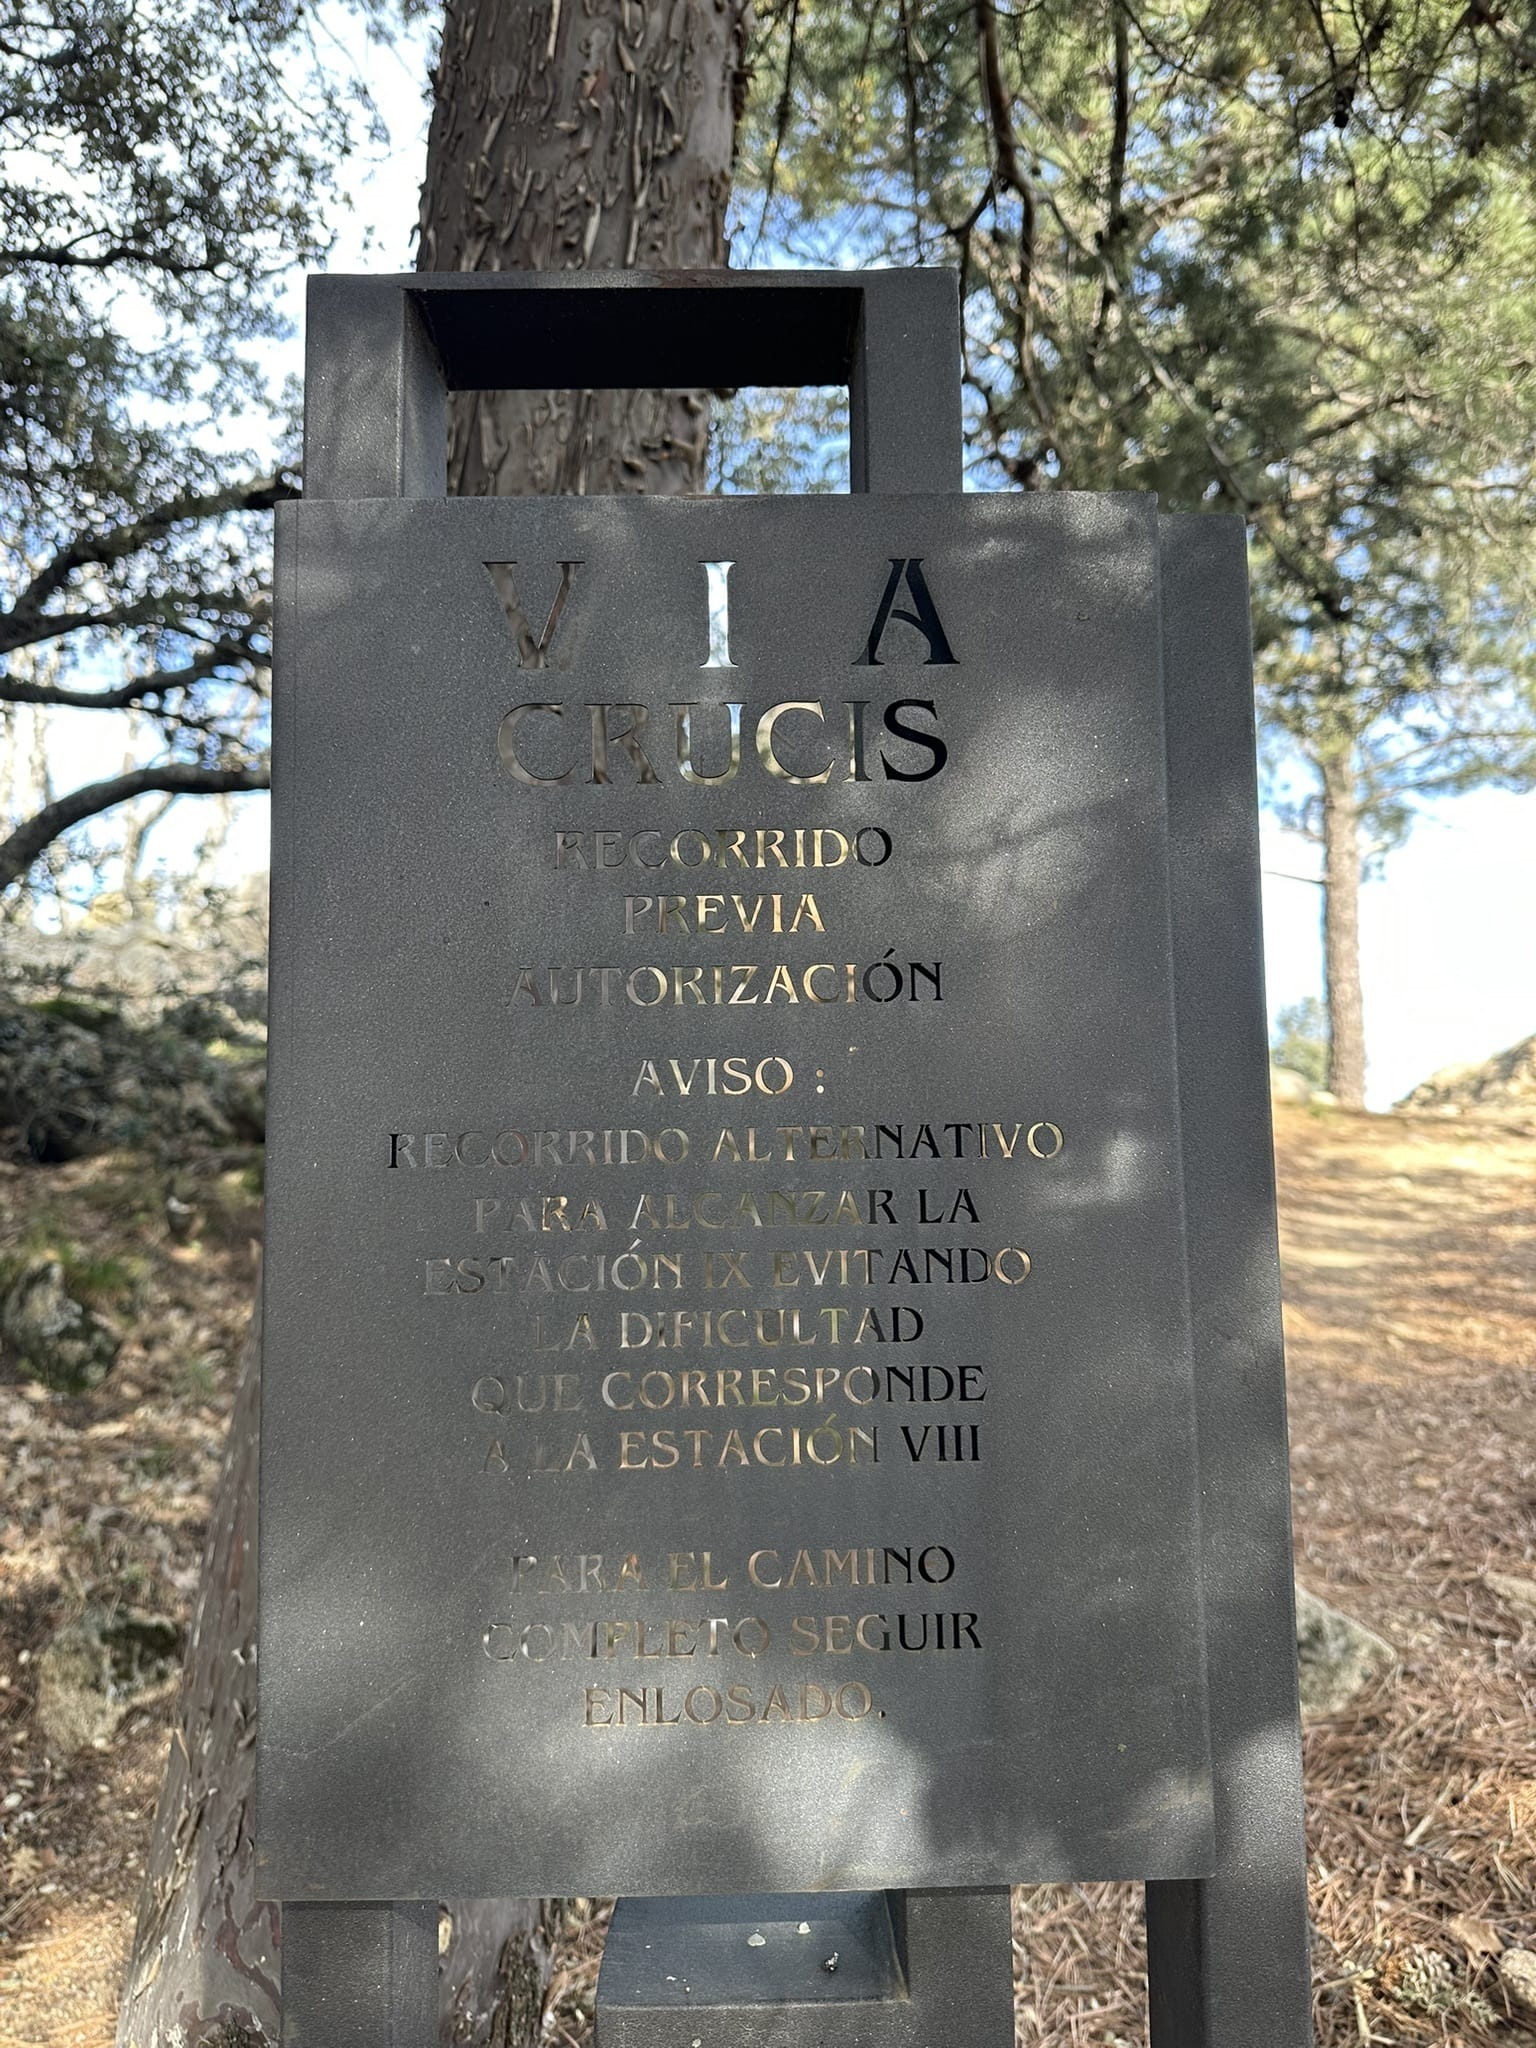 VIA
CRUCIS
RECORRIDO
PREVIA
AUTORIZACIÓN
AVISO :
RECORRIDO ALTERNATIVO
PARA ALCANZAR LA
ESTACIÓN IX EVITANDO
LA DIFICULTAD
QUE CORRESPONDE
A LA ESTACIÓN VIII
PARA EL CAMINO
COMPLETO SEGUIR
ENLOSADO.